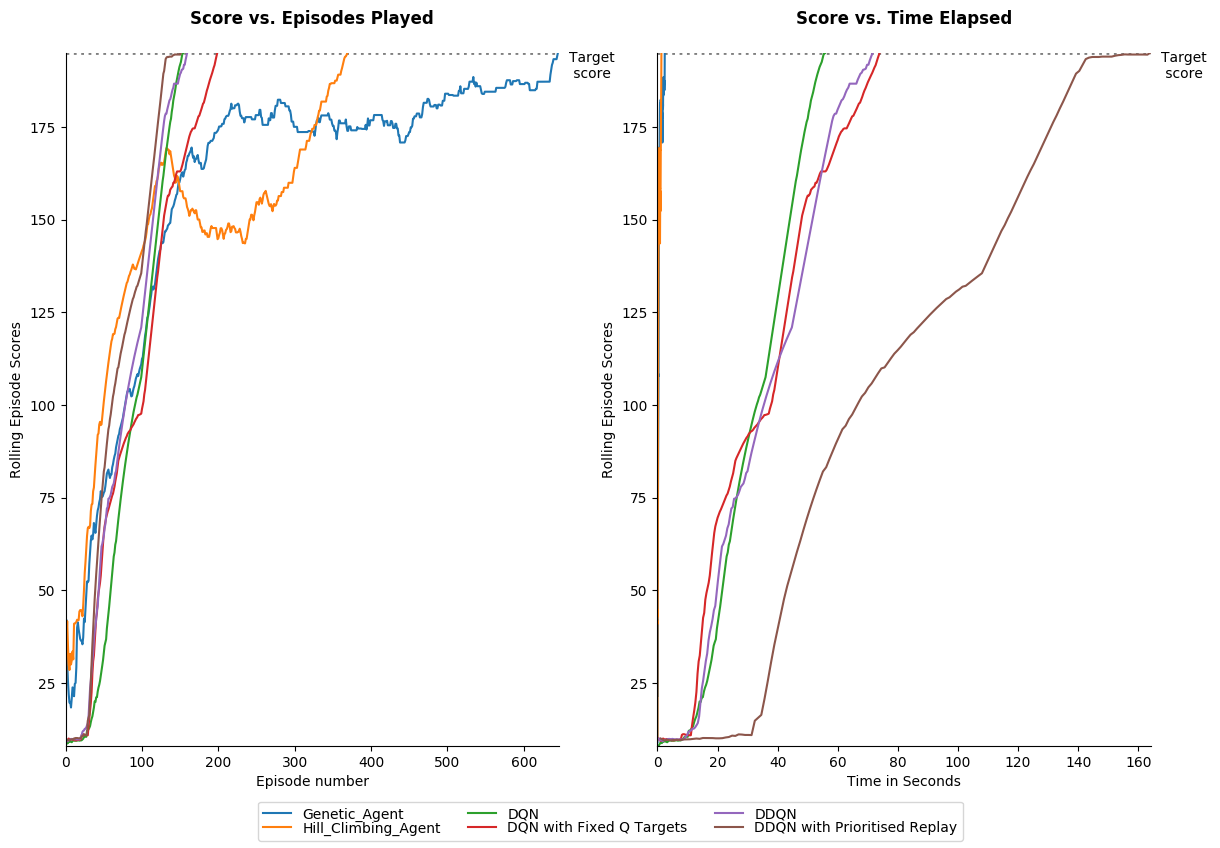 Score vs. Episodes Played
Score vs. Time Elapsed
Target
score
Target
score
175
150
125
100
75
50
25
Rolling Episode Scores
0 100 200 300 400 500 600
Episode number
175
150
125
100
75
50
25
Rolling Episode Scores
0 20 40 60 80 100 120 140 160
Time in Seconds
Genetic_Agent
Hill_Climbing_Agent
DQN
DQN with Fixed Q Targets
DDQN
DDQN with Prioritised Replay